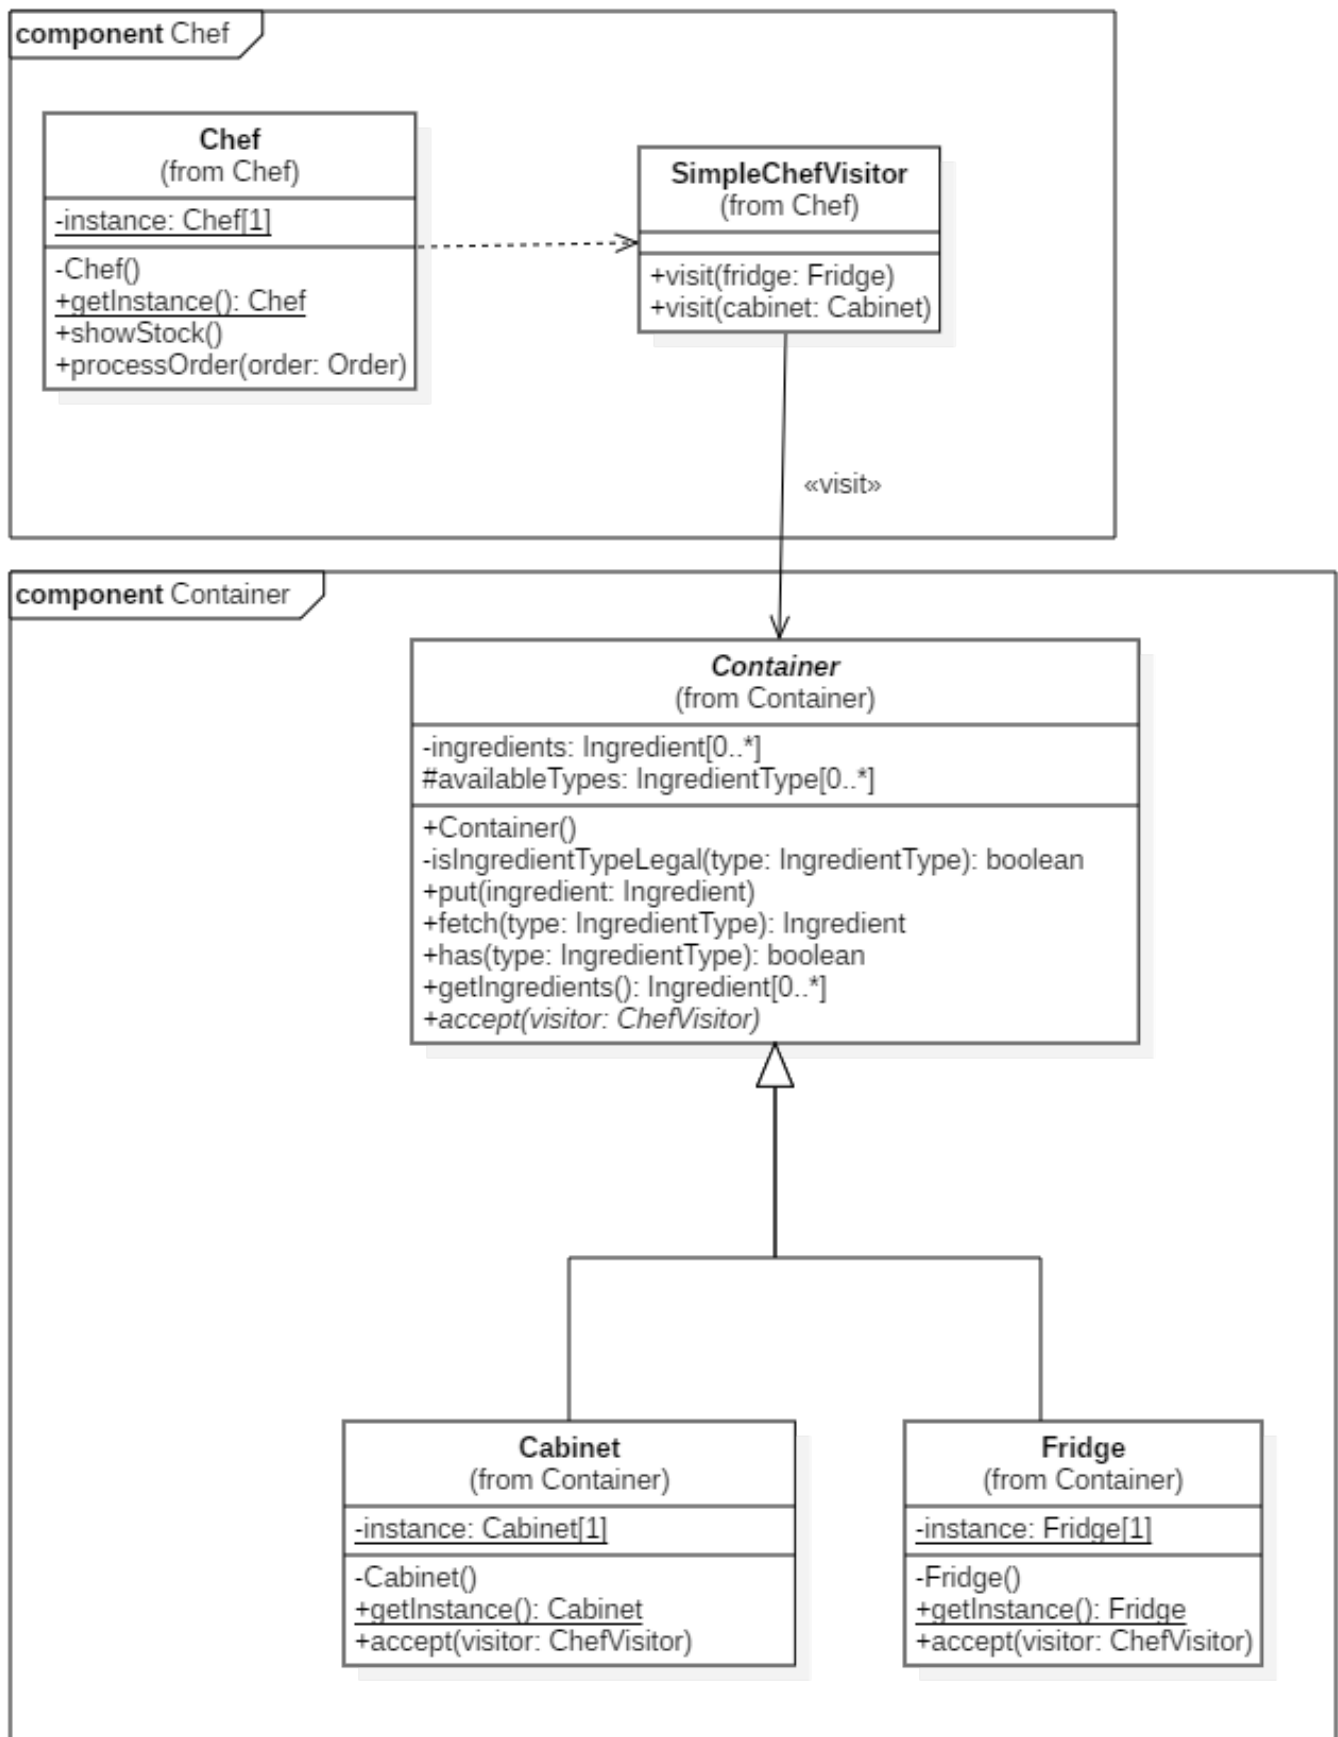 component Chef
Chef
(from Chef)
-instance: Chef[1]
-Chef()
+getInstance(): Chef
+showStock()
+processOrder(order: Order)
SimpleChefVisitor
(from Chef)
+visit(fridge: Fridge)
+visit(cabinet: Cabinet)
«visit»
component Container
Container
(from Container)
-ingredients: Ingredient[0..*]
#availableTypes: IngredientType[0..*]
+Container()
-isIngredientTypeLegal(type: IngredientType): boolean
+put(ingredient: Ingredient)
+fetch(type: IngredientType): Ingredient
+has(type: IngredientType): boolean
+getIngredients(): Ingredient[0..*]
+accept(visitor: ChefVisitor)
Cabinet
(from Container)
-instance: Cabinet[1]
-Cabinet()
+getInstance(): Cabinet
+accept(visitor: ChefVisitor)
Fridge
(from Container)
-instance: Fridge[1]
-Fridge()
+getInstance(): Fridge
+accept(visitor: ChefVisitor)